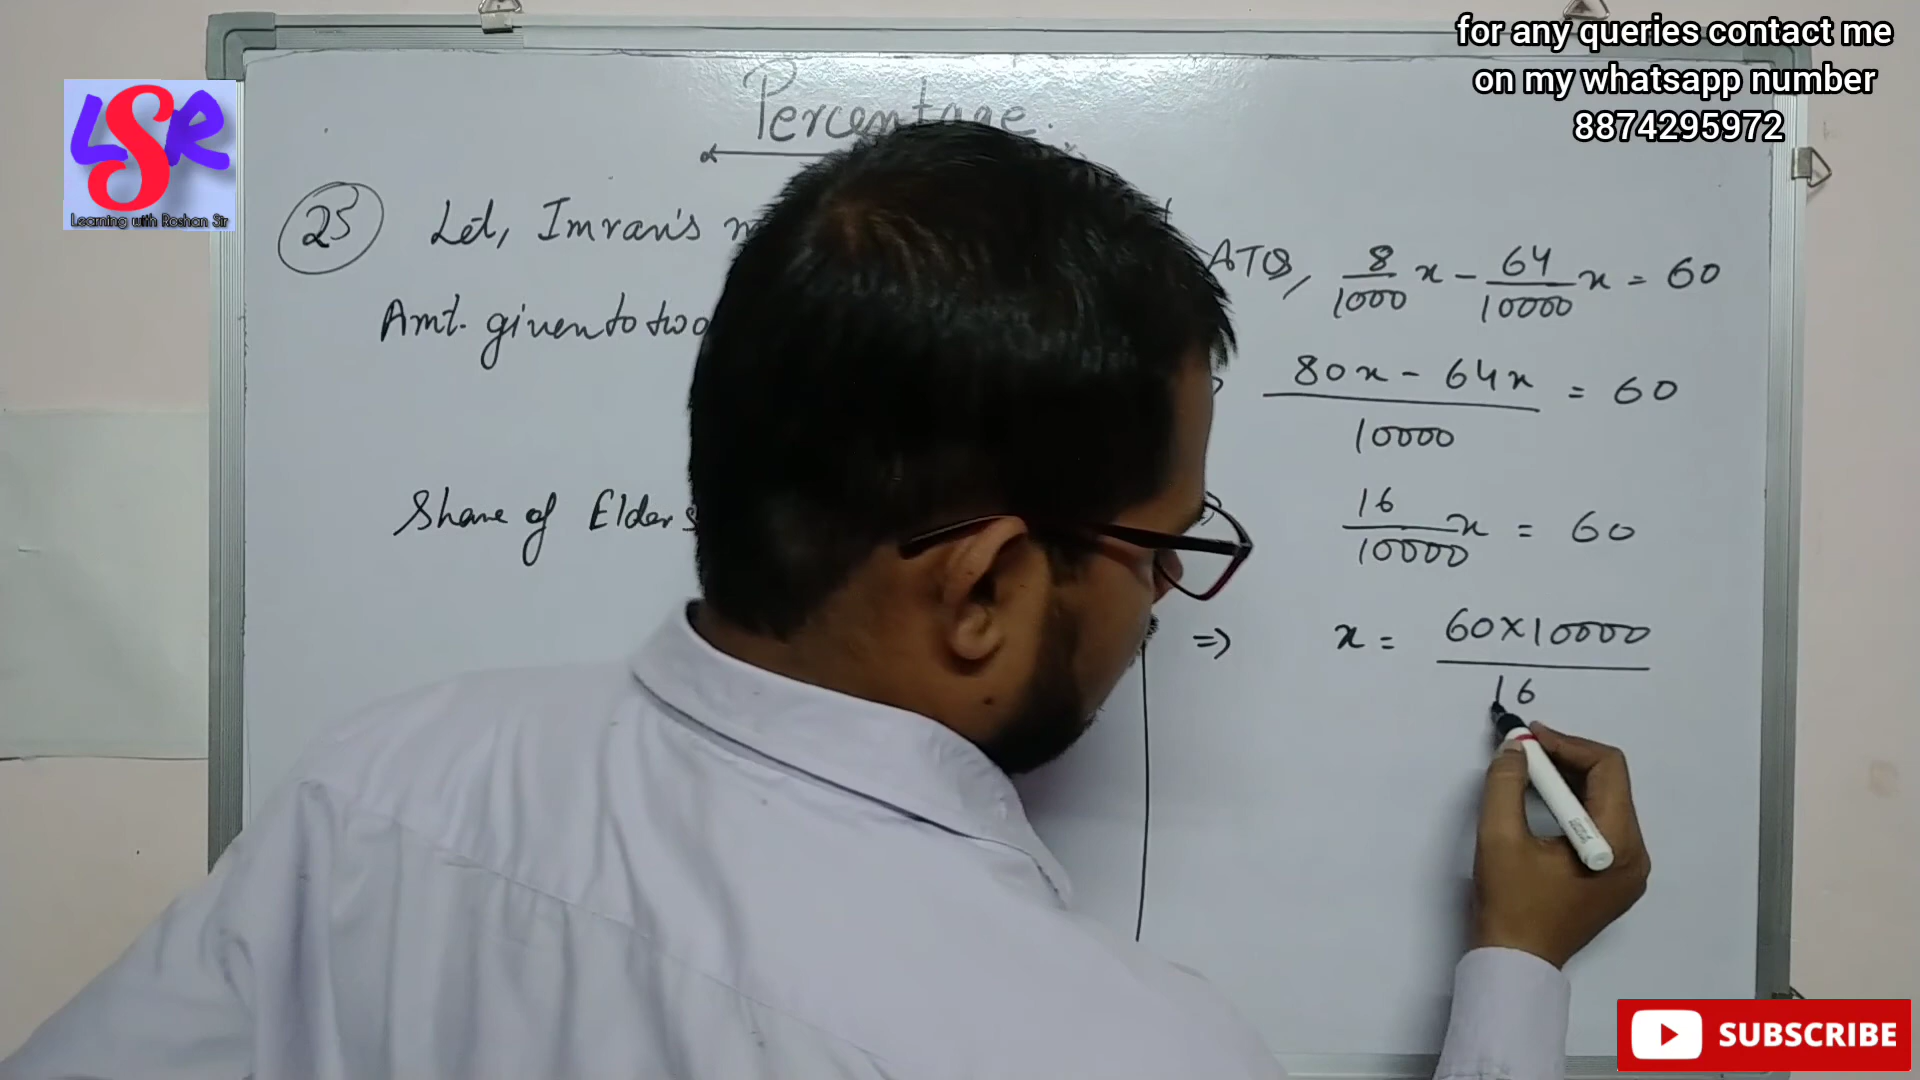 for any queries contact me
on my whatsapp number
8874295972
LSR
Learning with Roshan Sir
Percentage.
25 Let, Imran's
ATQ, 8/1000 x - 64/10000 x = 60
Amt. given to two
80x - 64x / 10000 = 60
Share of Elder
16/10000 x = 60
=> x = 60×10000 / 16
SUBSCRIBE